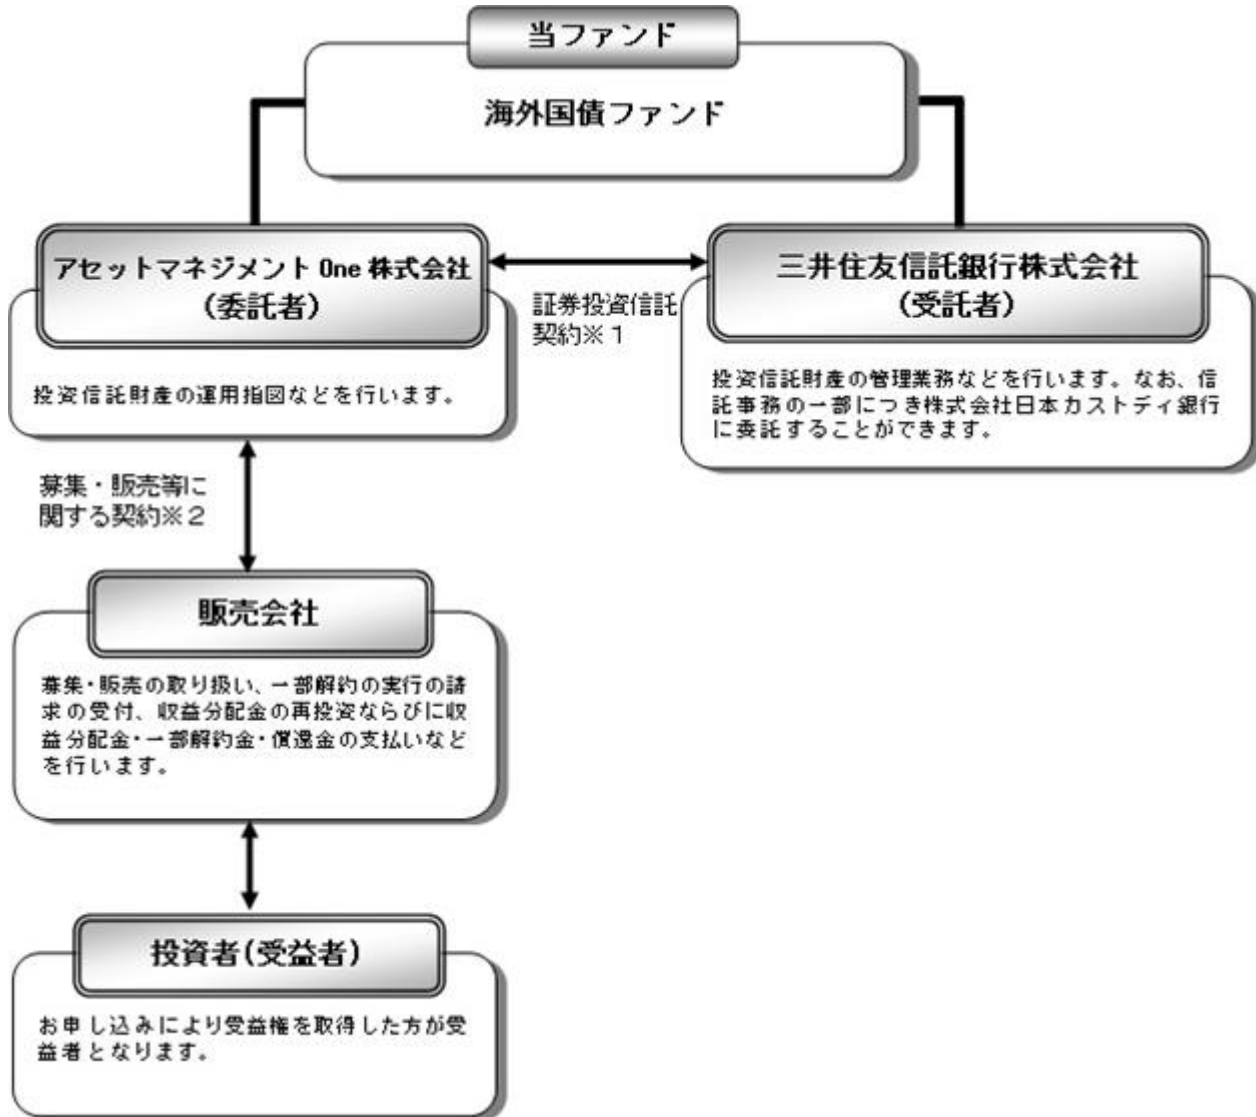 当ファンド
海外国債ファンド
アセットマネジメント One 株式会社
(委託者)
投資信託財産の運用指図などを行います。
証券投資信託
契約※1
三井住友信託銀行株式会社
(受託者)
投資信託財産の管理業務などを行います。なお、信
託事務の一部につき株式会社日本カストディ銀行
に委託することができます。
募集・販売等に
関する契約※2
販売会社
募集・販売の取り扱い、一部解約の実行の請
求の受付、収益分配金の再投資ならびに収
益分配金・一部解約金・償還金の支払いなど
を行います。
投資者(受益者)
お申し込みにより受益権を取得した方が受
益者となります。